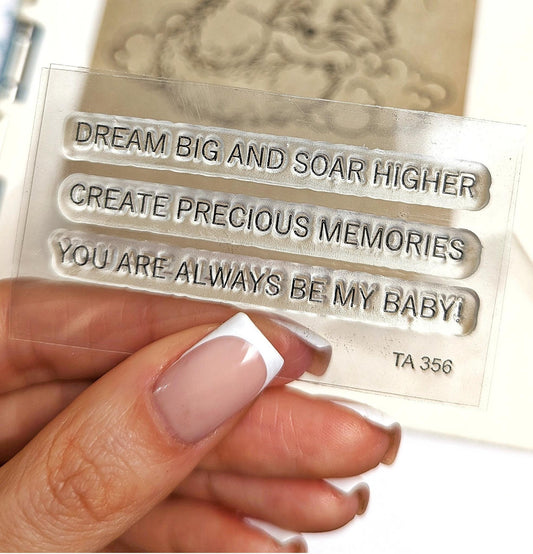 DREAM BIG AND SOAR HIGHER
CREATE PRECIOUS MEMORIES
YOU ARE ALWAYS BE MY BABY!
TA 356